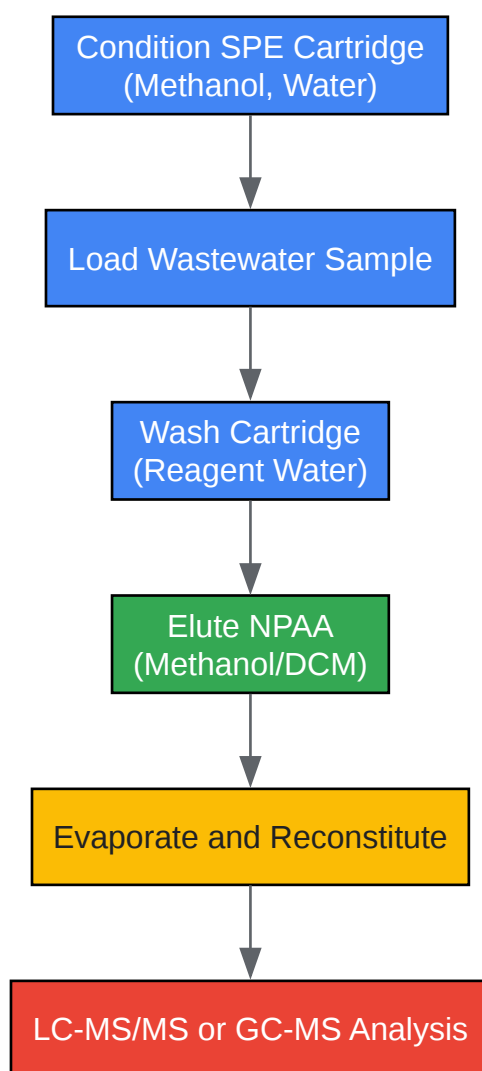 Condition SPE Cartridge
(Methanol, Water)
Load Wastewater Sample
Wash Cartridge
(Reagent Water)
Elute NPAA
(Methanol/DCM)
Evaporate and Reconstitute
LC-MS/MS or GC-MS Analysis